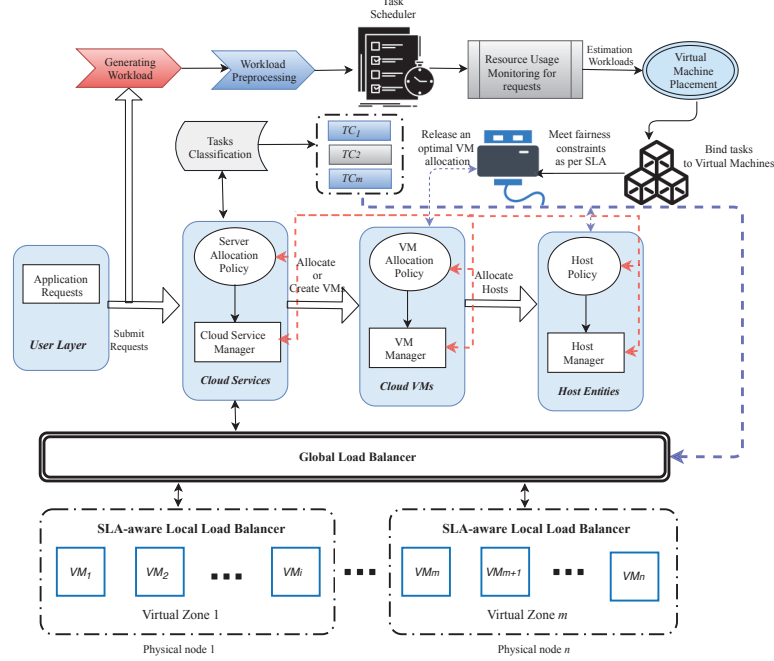 Task
Scheduler
Generating
Workload
Workload
Preprocessing
Resource Usage
Monitoring for
requests
Estimation
Workloads
Virtual
Machine
Placement
Tasks
Classification
TC1
TC2
TCm
Release an
optimal VM
allocation
Meet fairness
constraints
as per SLA
Bind tasks
to Virtual Machines
Application
Requests
User Layer
Submit
Requests
Server
Allocation
Policy
Cloud Service
Manager
Cloud Services
Allocate
or
Create VMs
VM
Allocation
Policy
VM
Manager
Cloud VMs
Allocate
Hosts
Host
Policy
Host
Manager
Host Entities
Global Load Balancer
SLA-aware Local Load Balancer
VM1
VM2
VMi
Virtual Zone 1
Physical node 1
SLA-aware Local Load Balancer
VMm
VMm+1
VMn
Virtual Zone m
Physical node n